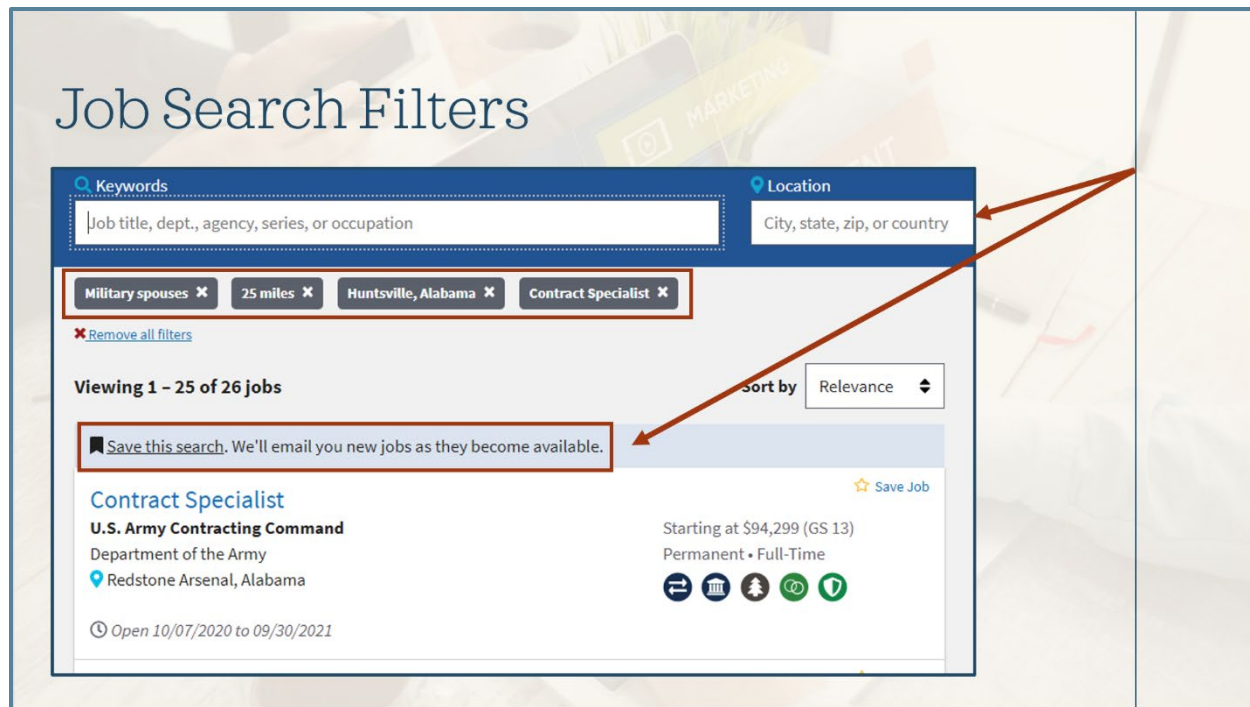 Job Search Filters
MARKETING
Keywords
Location
Job title, dept., agency, series, or occupation
City, state, zip, or country
Military spouses ✖ 25 miles ✖ Huntsville, Alabama ✖ Contract Specialist ✖
✖ Remove all filters
Viewing 1 – 25 of 26 jobs
Sort by Relevance
Save this search. We'll email you new jobs as they become available.
Contract Specialist
Save Job
U.S. Army Contracting Command
Department of the Army
Redstone Arsenal, Alabama
Starting at $94,299 (GS 13)
Permanent • Full-Time
Open 10/07/2020 to 09/30/2021